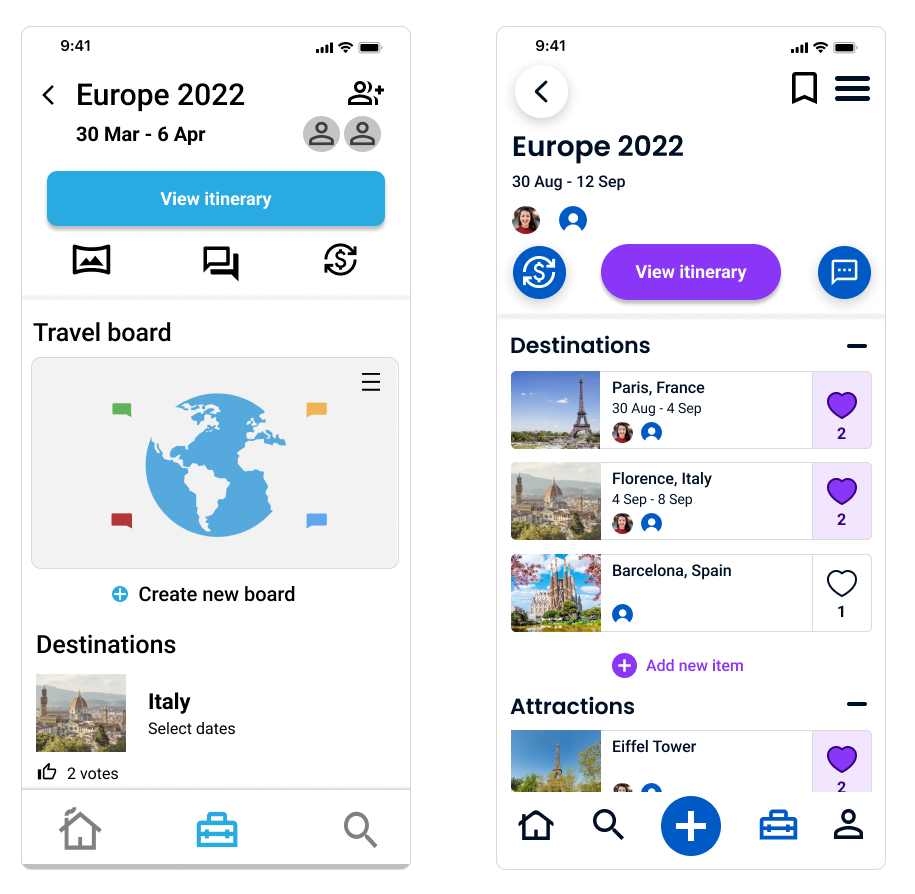 9:41
Europe 2022
30 Mar - 6 Apr
View itinerary
Travel board
Create new board
Destinations
Italy
Select dates
2 votes
9:41
Europe 2022
30 Aug - 12 Sep
View itinerary
Destinations
Paris, France
30 Aug - 4 Sep
2
Florence, Italy
4 Sep - 8 Sep
2
Barcelona, Spain
1
Add new item
Attractions
Eiffel Tower
2